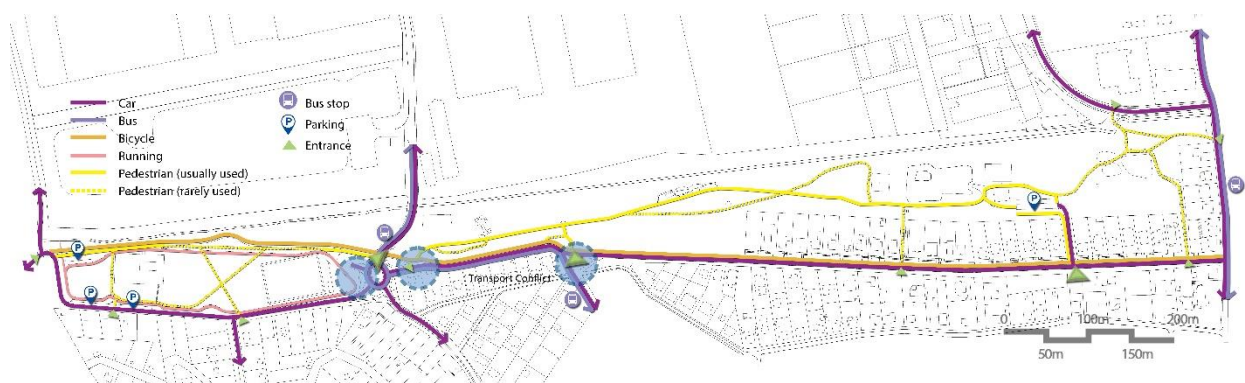 Car
Bus
Bicycle
Running
Pedestrian (usually used)
Pedestrian (rarely used)
Bus stop
P Parking
Entrance
P
P
P
P
Transport Conflict
0 100m 200m
50m 150m